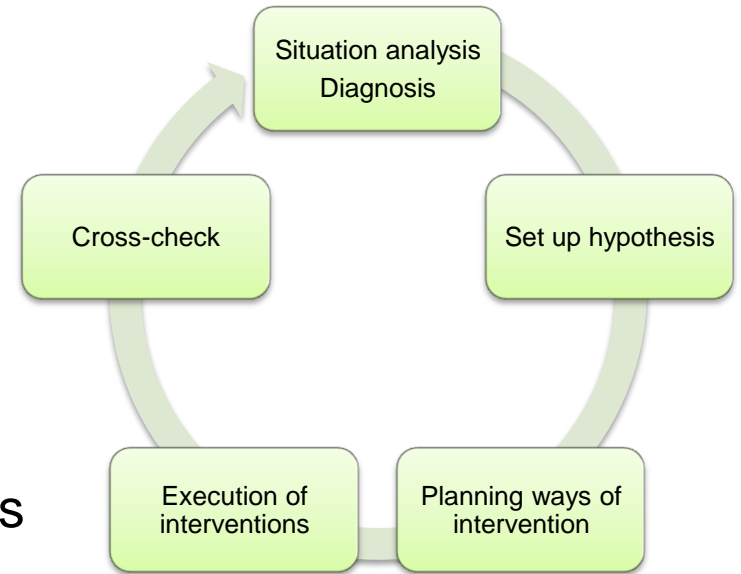 Situation analysis
Diagnosis
Set up hypothesis
Planning ways of
intervention
Execution of
interventions
Cross-check
s